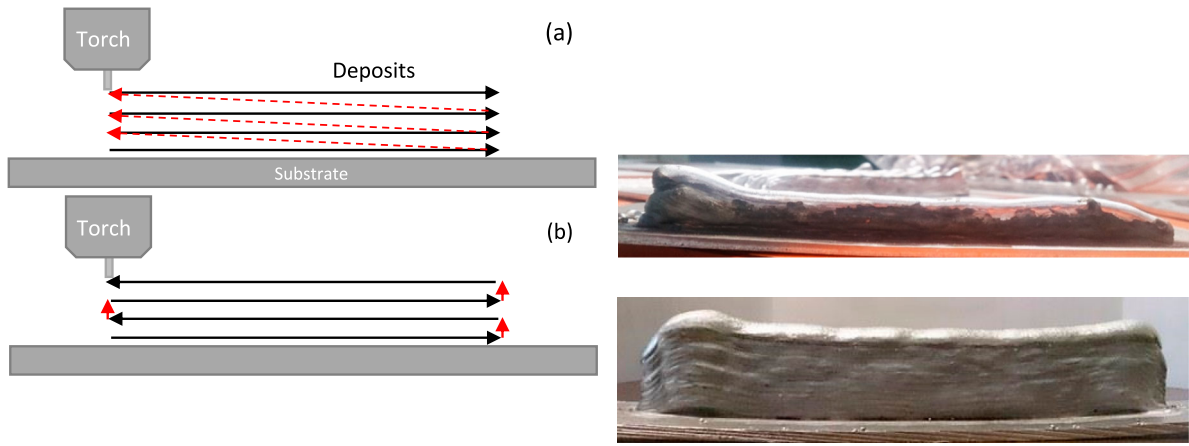 Torch
(a)
Deposits
Substrate
Torch
(b)